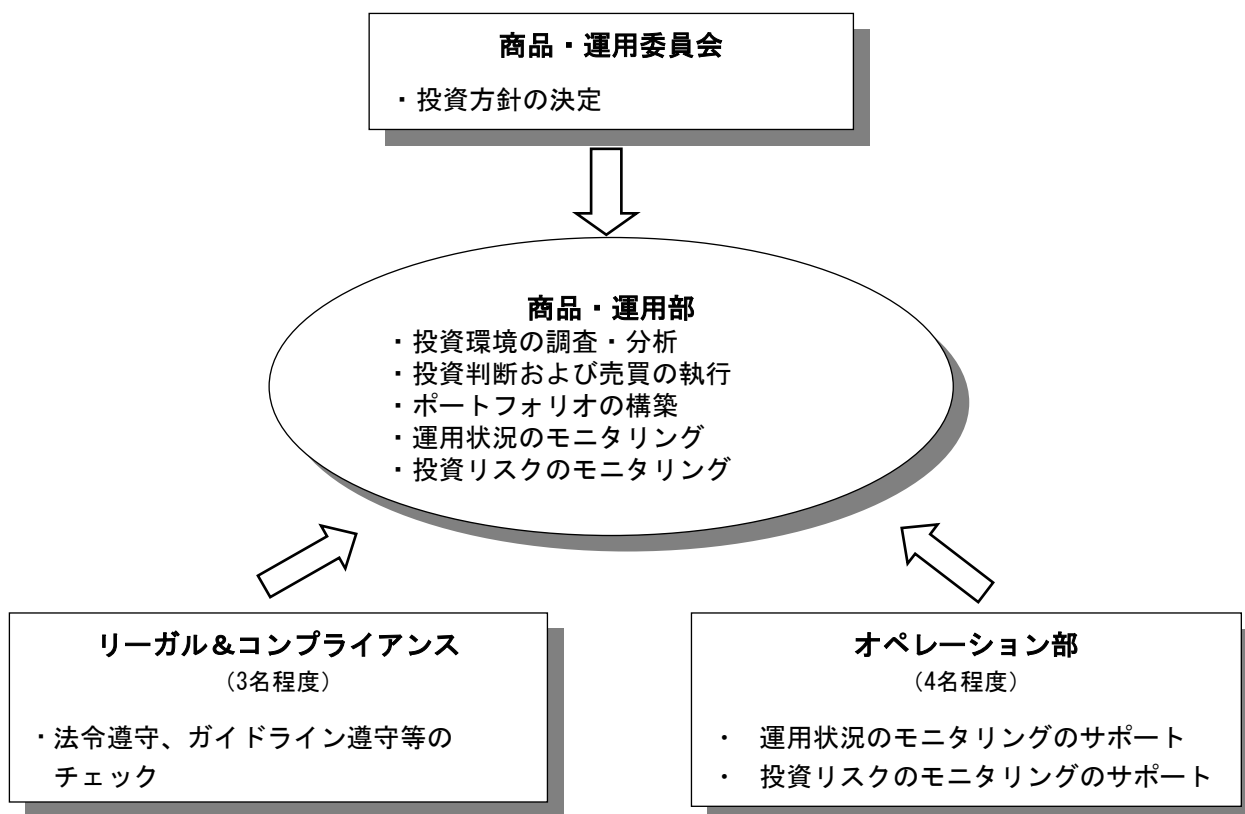 商品・運用委員会
・投資方針の決定
商品・運用部
・投資環境の調査・分析
・投資判断および売買の執行
・ポートフォリオの構築
・運用状況のモニタリング
・投資リスクのモニタリング
リーガル＆コンプライアンス
（3名程度）
・法令遵守、ガイドライン遵守等の
チェック
オペレーション部
（4名程度）
・ 運用状況のモニタリングのサポート
・ 投資リスクのモニタリングのサポート